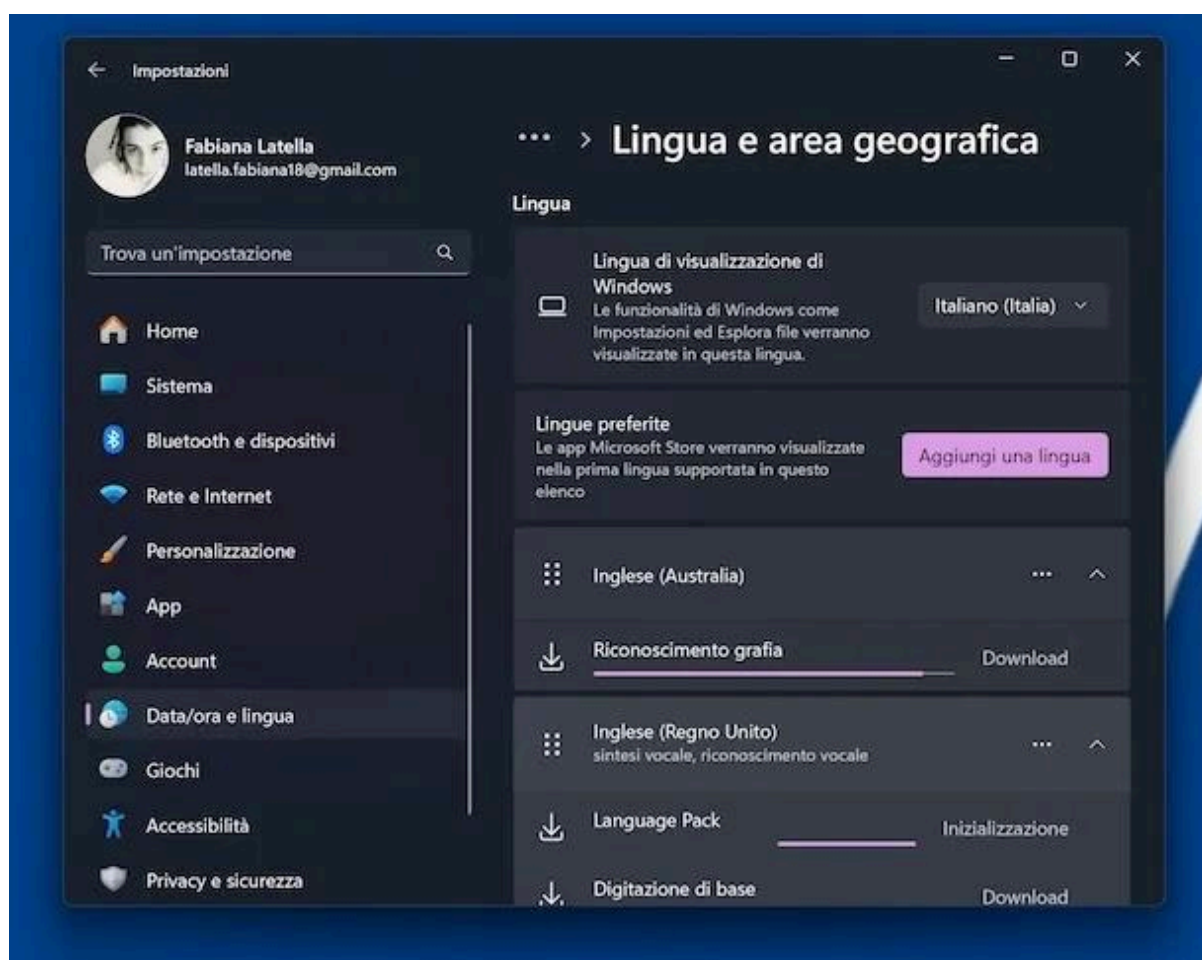 Impostazioni
Fabiana Latella
latella.fabiana18@gmail.com
Trova un'impostazione
Home
Sistema
Bluetooth e dispositivi
Rete e Internet
Personalizzazione
App
Account
Data/ora e lingua
Giochi
Accessibilità
Privacy e sicurezza
... > Lingua e area geografica
Lingua
Lingua di visualizzazione di
Windows
Le funzionalità di Windows come
Impostazioni ed Esplora file verranno
visualizzate in questa lingua.
Italiano (Italia)
Lingue preferite
Le app Microsoft Store verranno visualizzate
nella prima lingua supportata in questo
elenco
Aggiungi una lingua
Inglese (Australia)
Riconoscimento grafia
Download
Inglese (Regno Unito)
sintesi vocale, riconoscimento vocale
Language Pack
Inizializzazione
Digitazione di base
Download